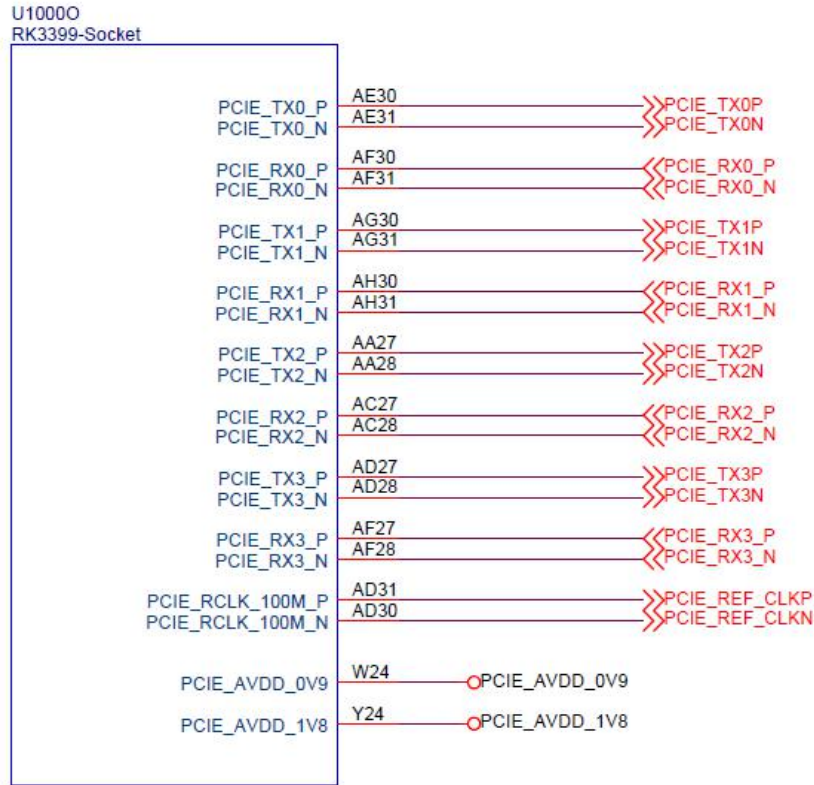 U1000O
RK3399-Socket
PCIE_TX0_P AE30 PCIE_TX0P
PCIE_TX0_N AE31 PCIE_TX0N
PCIE_RX0_P AF30 PCIE_RX0_P
PCIE_RX0_N AF31 PCIE_RX0_N
PCIE_TX1_P AG30 PCIE_TX1P
PCIE_TX1_N AG31 PCIE_TX1N
PCIE_RX1_P AH30 PCIE_RX1_P
PCIE_RX1_N AH31 PCIE_RX1_N
PCIE_TX2_P AA27 PCIE_TX2P
PCIE_TX2_N AA28 PCIE_TX2N
PCIE_RX2_P AC27 PCIE_RX2_P
PCIE_RX2_N AC28 PCIE_RX2_N
PCIE_TX3_P AD27 PCIE_TX3P
PCIE_TX3_N AD28 PCIE_TX3N
PCIE_RX3_P AF27 PCIE_RX3_P
PCIE_RX3_N AF28 PCIE_RX3_N
PCIE_RCLK_100M_P AD31 PCIE_REF_CLKP
PCIE_RCLK_100M_N AD30 PCIE_REF_CLKN
PCIE_AVDD_0V9 W24 PCIE_AVDD_0V9
PCIE_AVDD_1V8 Y24 PCIE_AVDD_1V8